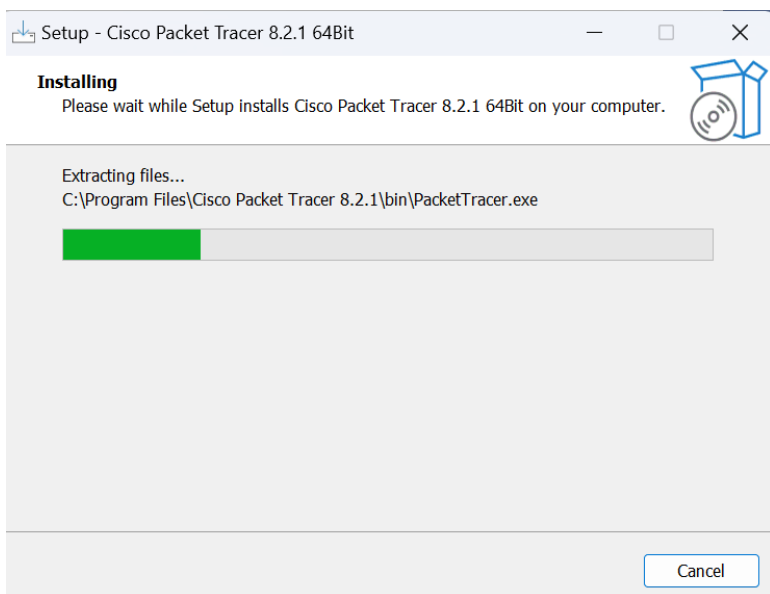 Setup - Cisco Packet Tracer 8.2.1 64Bit
Installing
Please wait while Setup installs Cisco Packet Tracer 8.2.1 64Bit on your computer.
Extracting files...
C:\Program Files\Cisco Packet Tracer 8.2.1\bin\PacketTracer.exe
Cancel